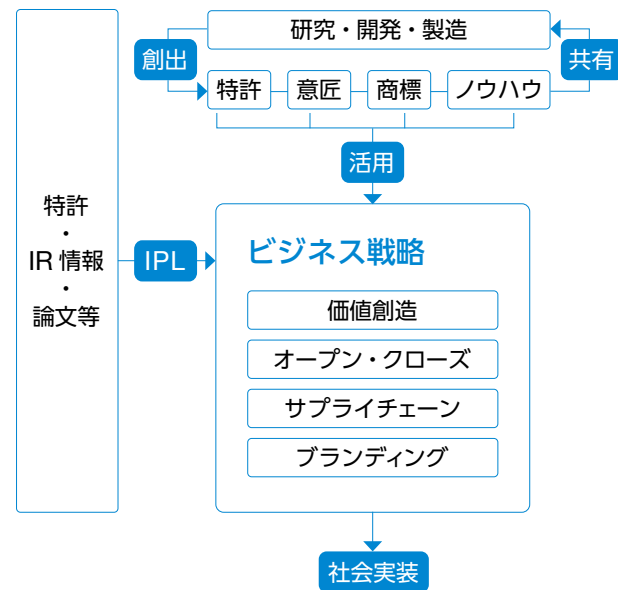 研究・開発・製造
創出
共有
特許
意匠
商標
ノウハウ
活用
特許
・
IR 情報
・
論文等
IPL
ビジネス戦略
価値創造
オープン・クローズ
サプライチェーン
ブランディング
社会実装